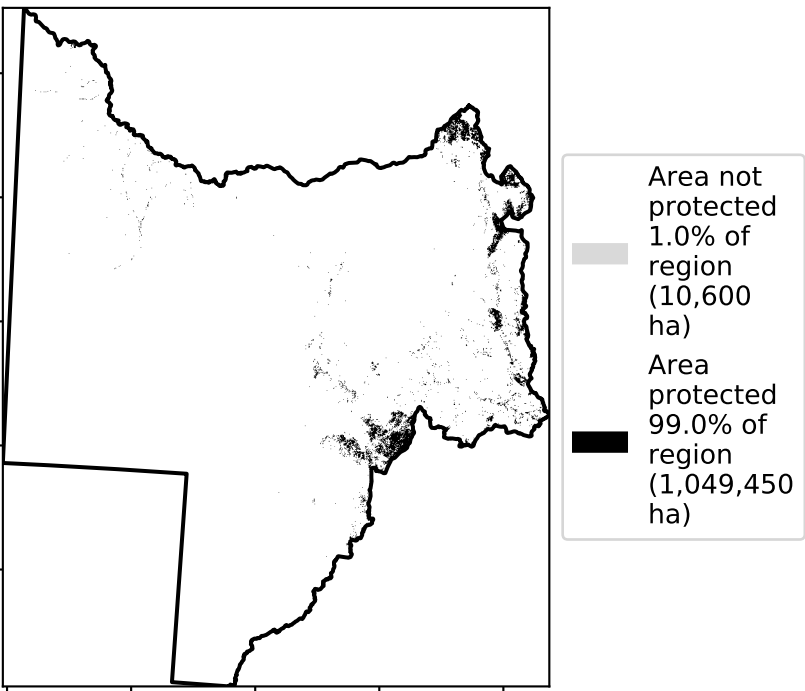 Area not
protected
1.0% of
region
(10,600
ha)
Area
protected
99.0% of
region
(1,049,450
ha)